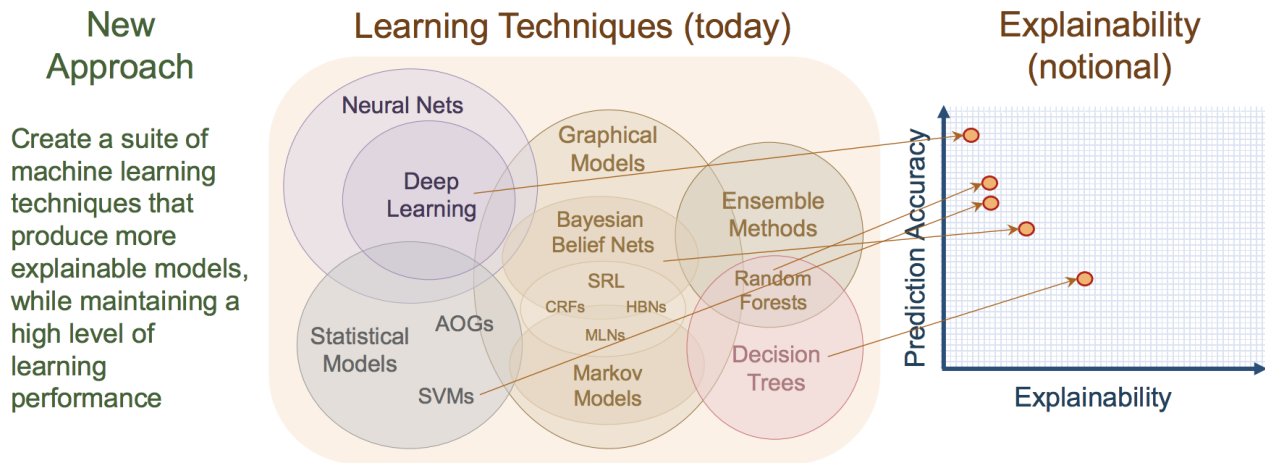 New
Approach
Create a suite of
machine learning
techniques that
produce more
explainable models,
while maintaining a
high level of
learning
performance
Learning Techniques (today)
Neural Nets
Deep
Learning
Graphical
Models
Bayesian
Belief Nets
SRL
CRFs
HBNs
MLNs
Markov
Models
Ensemble
Methods
Random
Forests
Decision
Trees
Statistical
Models
AOGs
SVMs
Explainability
(notional)
Prediction Accuracy
Explainability